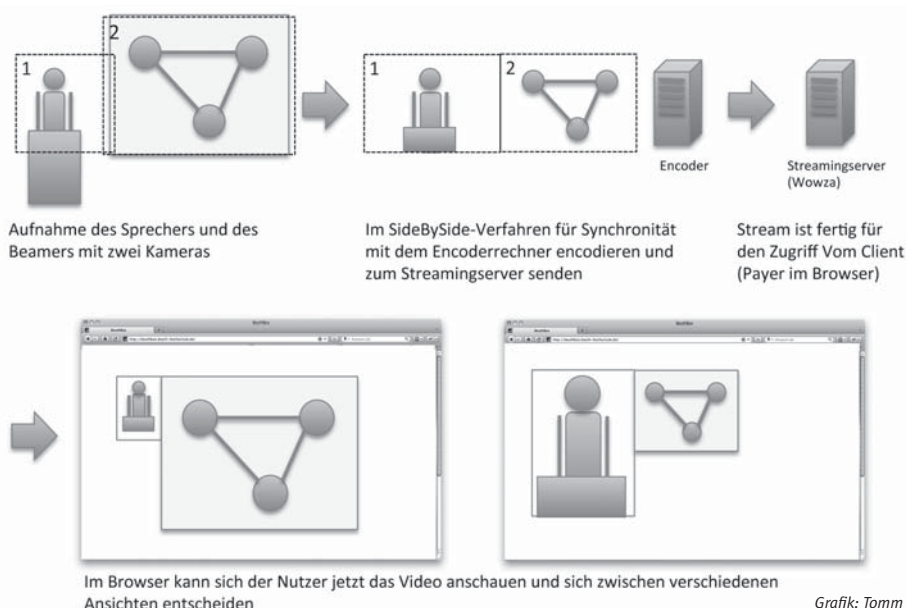 2
1
1
2
Encoder
Streamingserver
(Wowza)
Aufnahme des Sprechers und des
Beamers mit zwei Kameras
Im SideBySide-Verfahren für Synchronität
mit dem Encoderrechner encodieren und
zum Streamingserver senden
Stream ist fertig für
den Zugriff Vom Client
(Payer im Browser)
Im Browser kann sich der Nutzer jetzt das Video anschauen und sich zwischen verschiedenen
Ansichten entscheiden
Grafik: Tomm